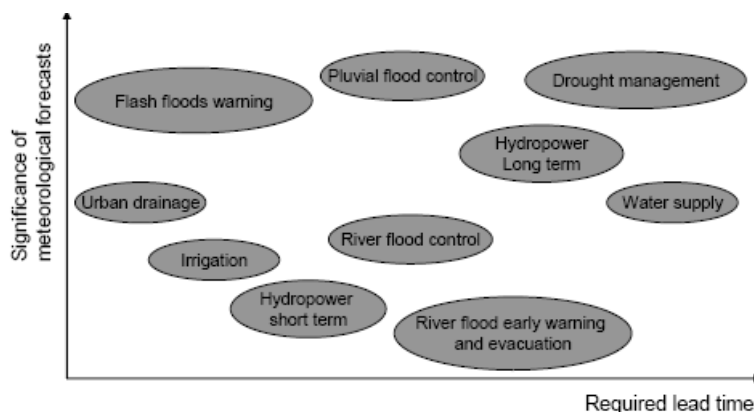 Significance of
meteorological forecasts
Pluvial flood control
Drought management
Flash floods warning
Hydropower
Long term
Urban drainage
Water supply
River flood control
Irrigation
Hydropower
short term
River flood early warning
and evacuation
Required lead time